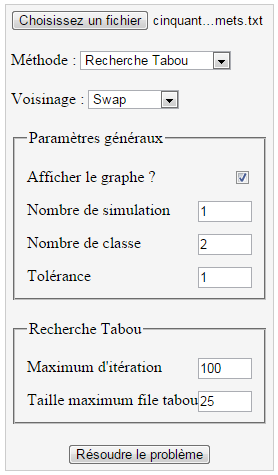 Choisissez un fichier cinquant...mets.txt
Méthode : Recherche Tabou
Voisinage : Swap
Paramètres généraux
Afficher le graphe ?
Nombre de simulation 1
Nombre de classe 2
Tolérance 1
Recherche Tabou
Maximum d'itération 100
Taille maximum file tabou 25
Résoudre le problème